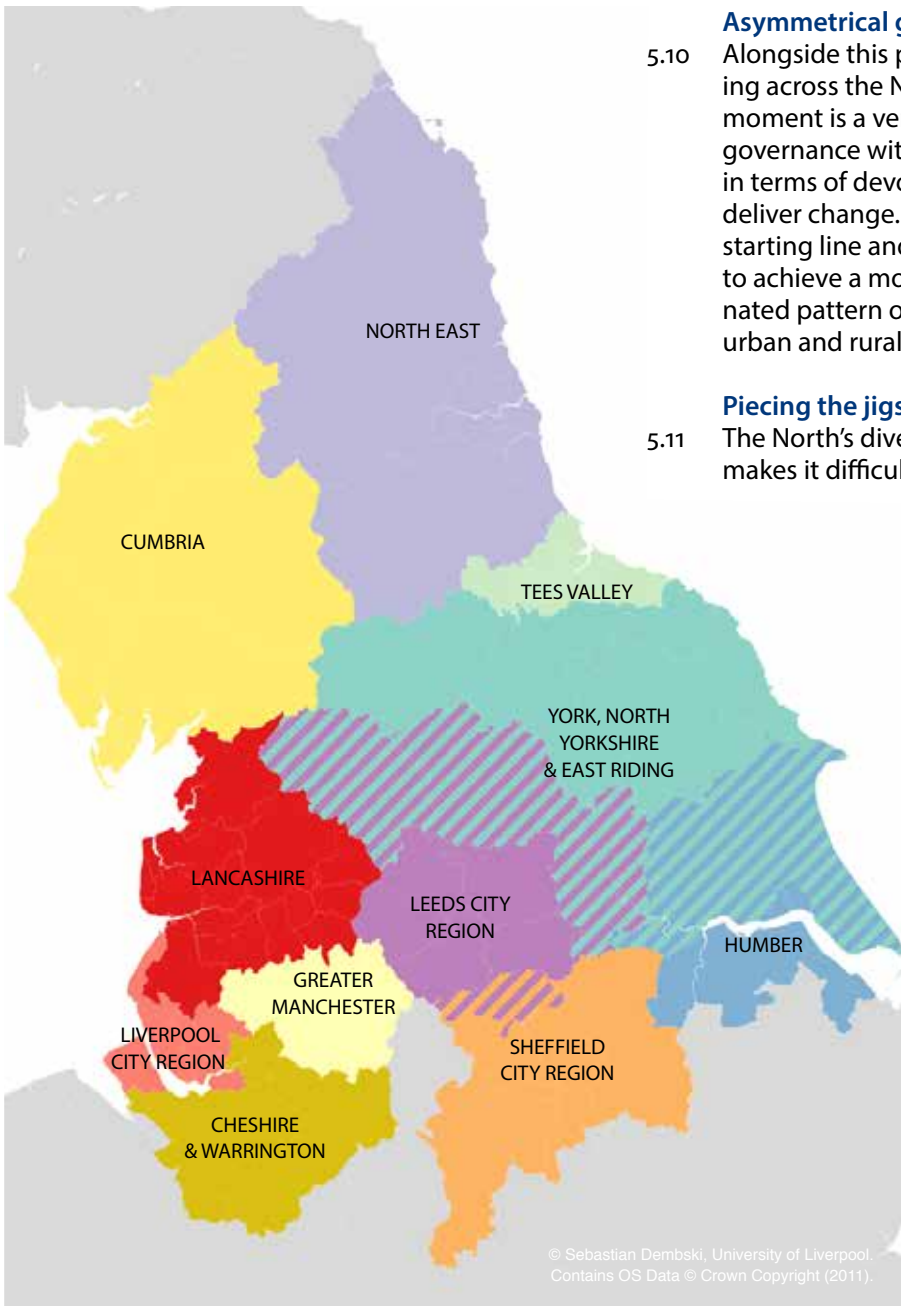 Asymmetrical g
5.10 Alongside this p
ing across the N
moment is a ve
governance wit
in terms of devo
deliver change.
starting line and
to achieve a mo
nated pattern o
urban and rural
Piecing the jigs
5.11 The North's dive
makes it difficul
NORTH EAST
CUMBRIA
TEES VALLEY
YORK, NORTH
YORKSHIRE
& EAST RIDING
LANCASHIRE
LEEDS CITY
REGION
HUMBER
GREATER
MANCHESTER
LIVERPOOL
CITY REGION
SHEFFIELD
CITY REGION
CHESHIRE
& WARRINGTON
© Sebastian Dembski, University of Liverpool.
Contains OS Data © Crown Copyright (2011).